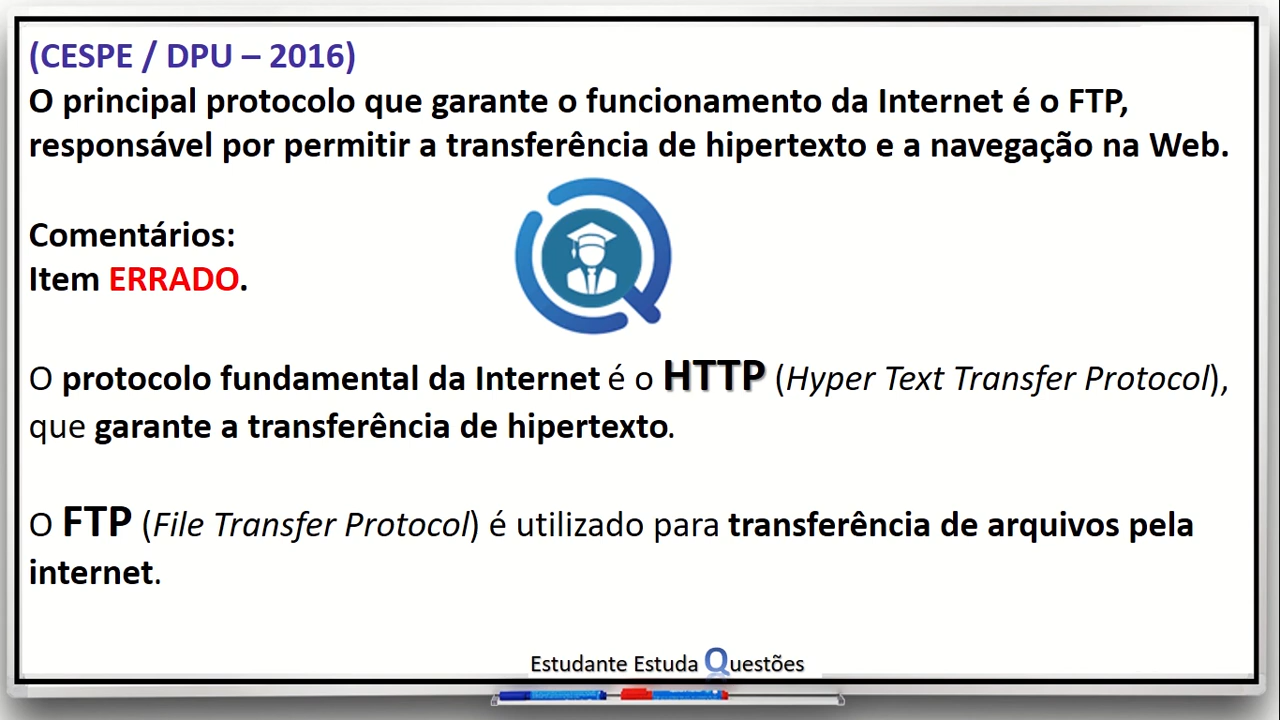 (CESPE / DPU – 2016)
O principal protocolo que garante o funcionamento da Internet é o FTP,
responsável por permitir a transferência de hipertexto e a navegação na Web.
Comentários:
Item ERRADO.
O protocolo fundamental da Internet é o HTTP (Hyper Text Transfer Protocol),
que garante a transferência de hipertexto.
O FTP (File Transfer Protocol) é utilizado para transferência de arquivos pela
internet.
Estudante Estuda Questões